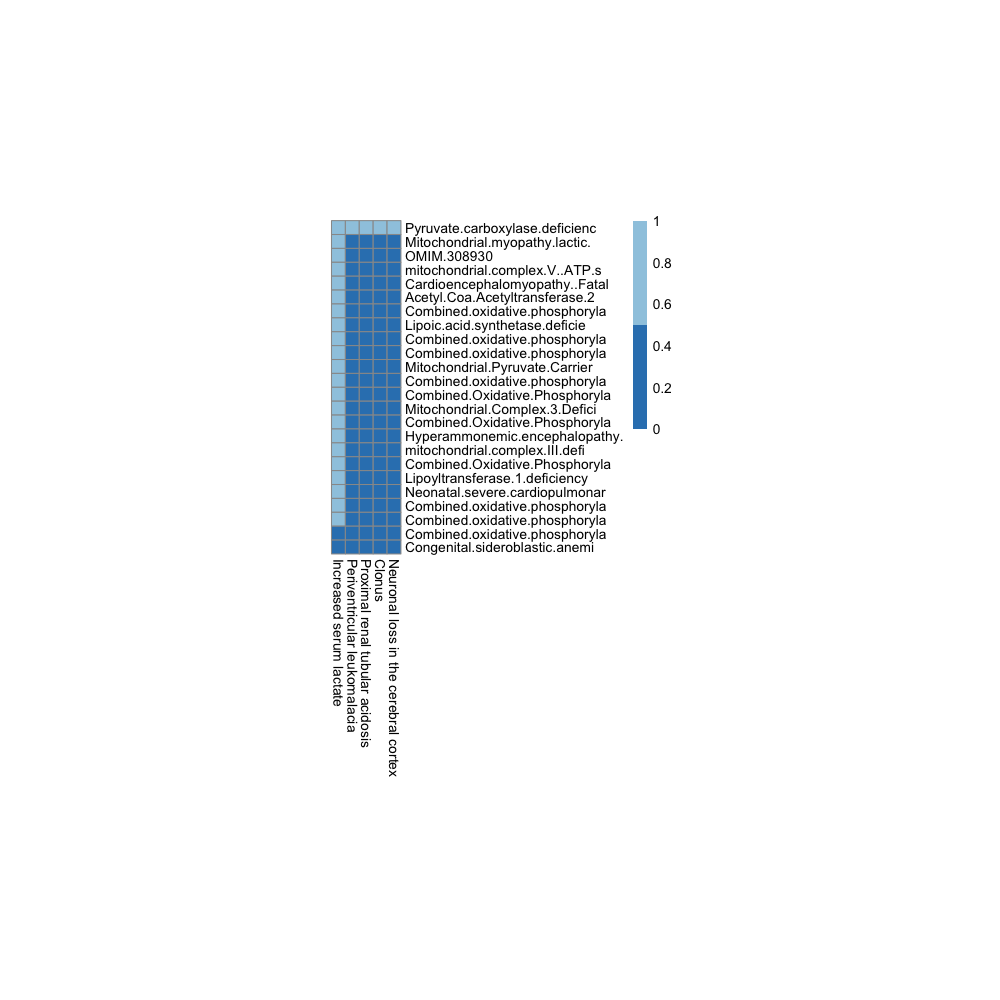 Pyruvate.carboxylase.deficienc
Mitochondrial.myopathy.lactic.
OMIM.308930
mitochondrial.complex.V..ATP.s
Cardioencephalomyopathy..Fatal
Acetyl.Coa.Acetyltransferase.2
Combined.oxidative.phosphoryla
Lipoic.acid.synthetase.deficie
Combined.oxidative.phosphoryla
Combined.oxidative.phosphoryla
Mitochondrial.Pyruvate.Carrier
Combined.oxidative.phosphoryla
Combined.Oxidative.Phosphoryla
Mitochondrial.Complex.3.Defici
Combined.Oxidative.Phosphoryla
Hyperammonemic.encephalopathy.
mitochondrial.complex.III.defi
Combined.Oxidative.Phosphoryla
Lipoyltransferase.1.deficiency
Neonatal.severe.cardiopulmonar
Combined.oxidative.phosphoryla
Combined.oxidative.phosphoryla
Combined.oxidative.phosphoryla
Congenital.sideroblastic.anemi
1
0.8
0.6
0.4
0.2
0
Increased serum lactate
Periventricular leukomalacia
Proximal renal tubular acidosis
Clonus
Neuronal loss in the cerebral cortex